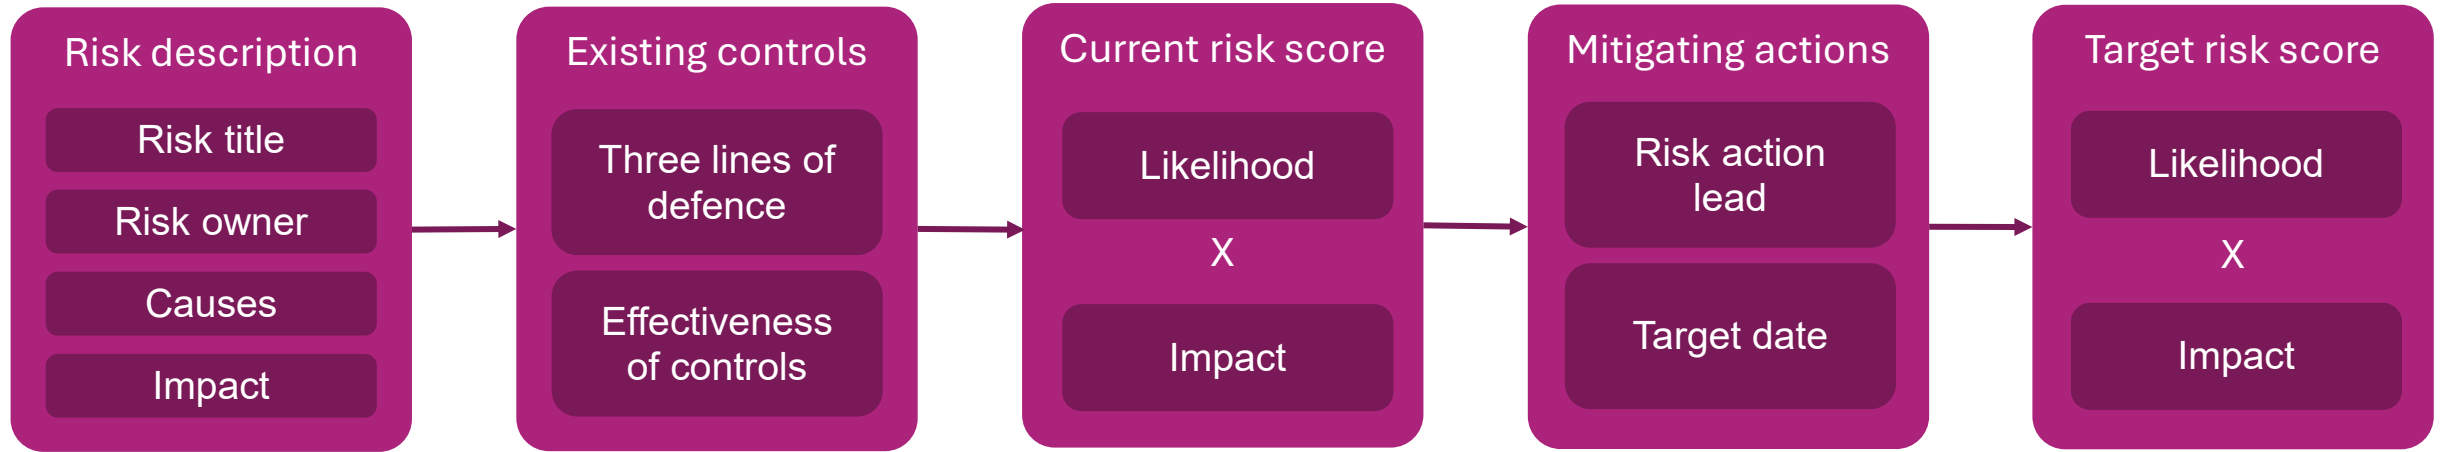 Risk description
Risk title
Risk owner
Causes
Impact
Existing controls
Three lines of
defence
Effectiveness
of controls
Current risk score
Likelihood
X
Impact
Mitigating actions
Risk action
lead
Target date
Target risk score
Likelihood
X
Impact